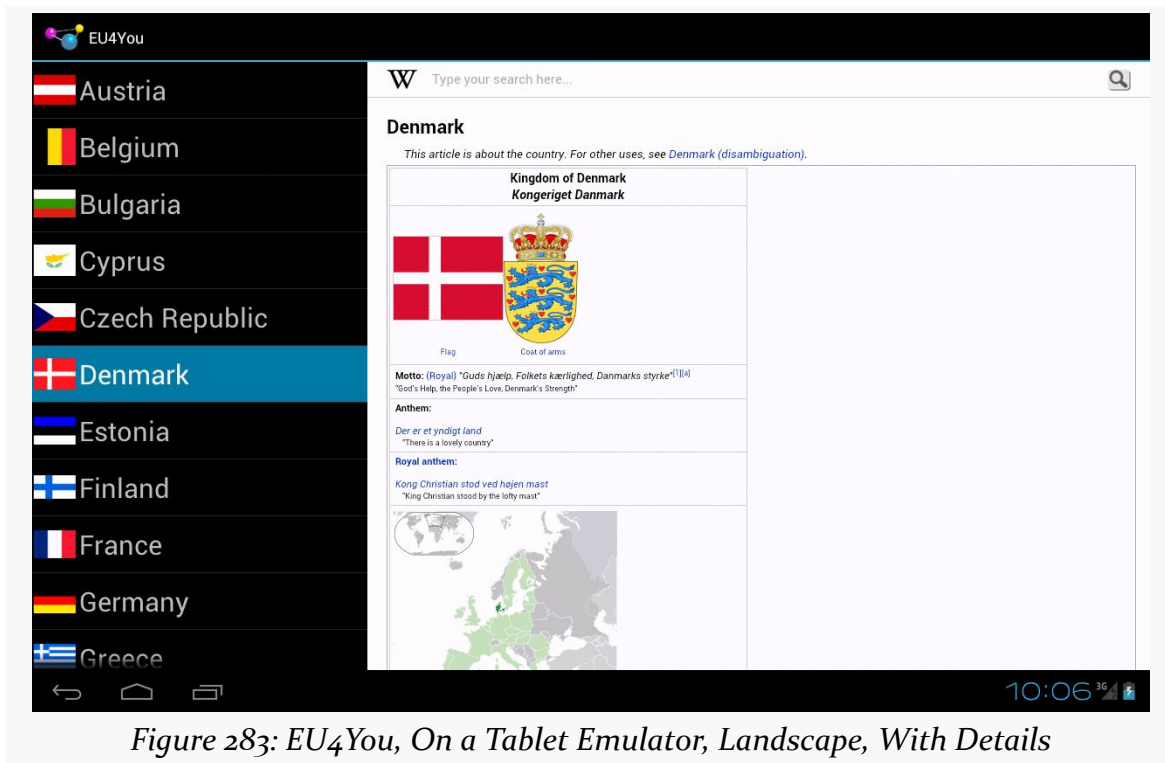 EU4You
Austria
Belgium
Bulgaria
Cyprus
Czech Republic
Denmark
Estonia
Finland
France
Germany
Greece
W Type your search here...
Denmark
This article is about the country. For other uses, see Denmark (disambiguation).
Kingdom of Denmark
Kongeriget Danmark
Flag Coat of arms
Motto: (Royal) "Guds hjælp, Folkets kærlighed, Danmarks styrke"[1][a]
"God's Help, the People's Love, Denmark's Strength"
Anthem:
Der er et yndigt land
"There is a lovely country"
Royal anthem:
Kong Christian stod ved højen mast
"King Christian stood by the lofty mast"
10:06 3G
Figure 283: EU4You, On a Tablet Emulator, Landscape, With Details